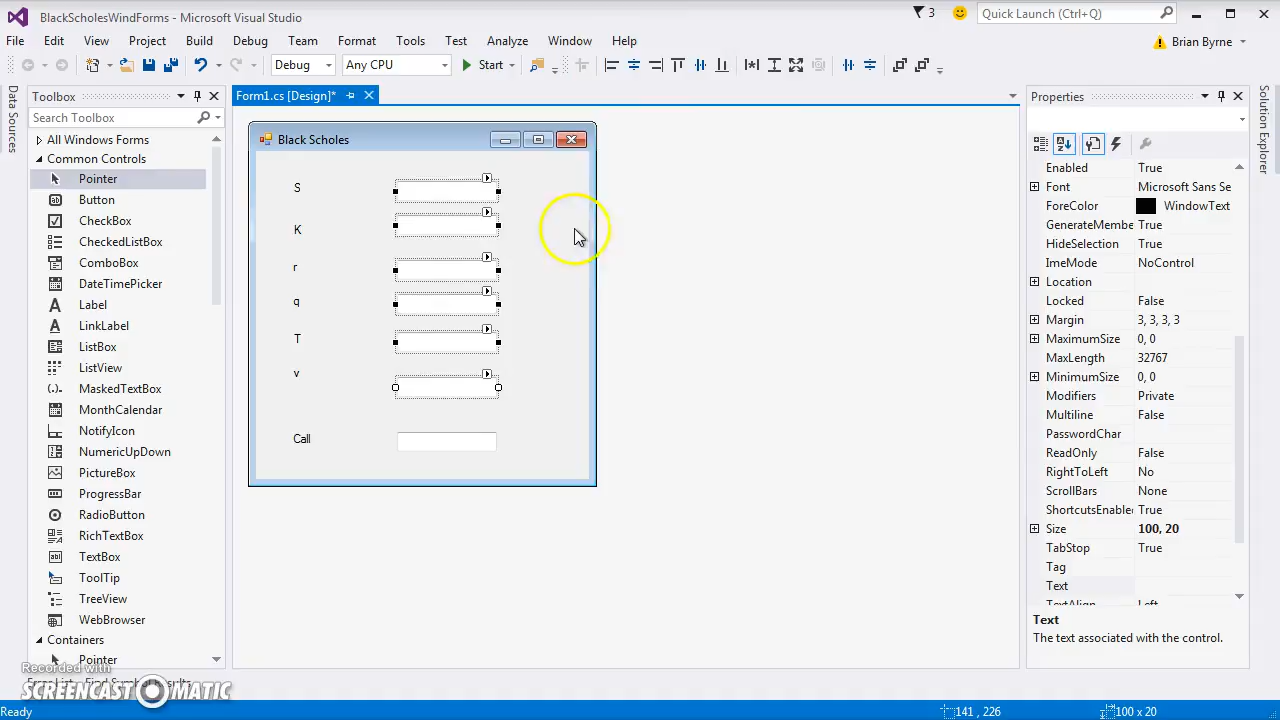 BlackScholesWindForms - Microsoft Visual Studio
3
Quick Launch (Ctrl+Q)
File Edit View Project Build Debug Team Format Tools Test Analyze Window Help
Brian Byrne
Debug
Any CPU
Start
Data Sources
Toolbox
Search Toolbox
All Windows Forms
Common Controls
Pointer
Button
CheckBox
CheckedListBox
ComboBox
DateTimePicker
Label
LinkLabel
ListBox
ListView
MaskedTextBox
MonthCalendar
NotifyIcon
NumericUpDown
PictureBox
ProgressBar
RadioButton
RichTextBox
TextBox
ToolTip
TreeView
WebBrowser
Containers
Pointer
Form1.cs [Design]*
Black Scholes
S
K
r
q
T
v
Call
Properties
Enabled True
Font Microsoft Sans Se
ForeColor WindowText
GenerateMembe True
HideSelection True
ImeMode NoControl
Location
Locked False
Margin 3, 3, 3, 3
MaximumSize 0, 0
MaxLength 32767
MinimumSize 0, 0
Modifiers Private
Multiline False
PasswordChar
ReadOnly False
RightToLeft No
ScrollBars None
ShortcutsEnabled True
Size 100, 20
TabStop True
Tag
Text
TextAlign Left
Text
The text associated with the control.
Solution Explorer
Recorded with
SCREENCAST MATIC
Ready
141 , 226
100 x 20